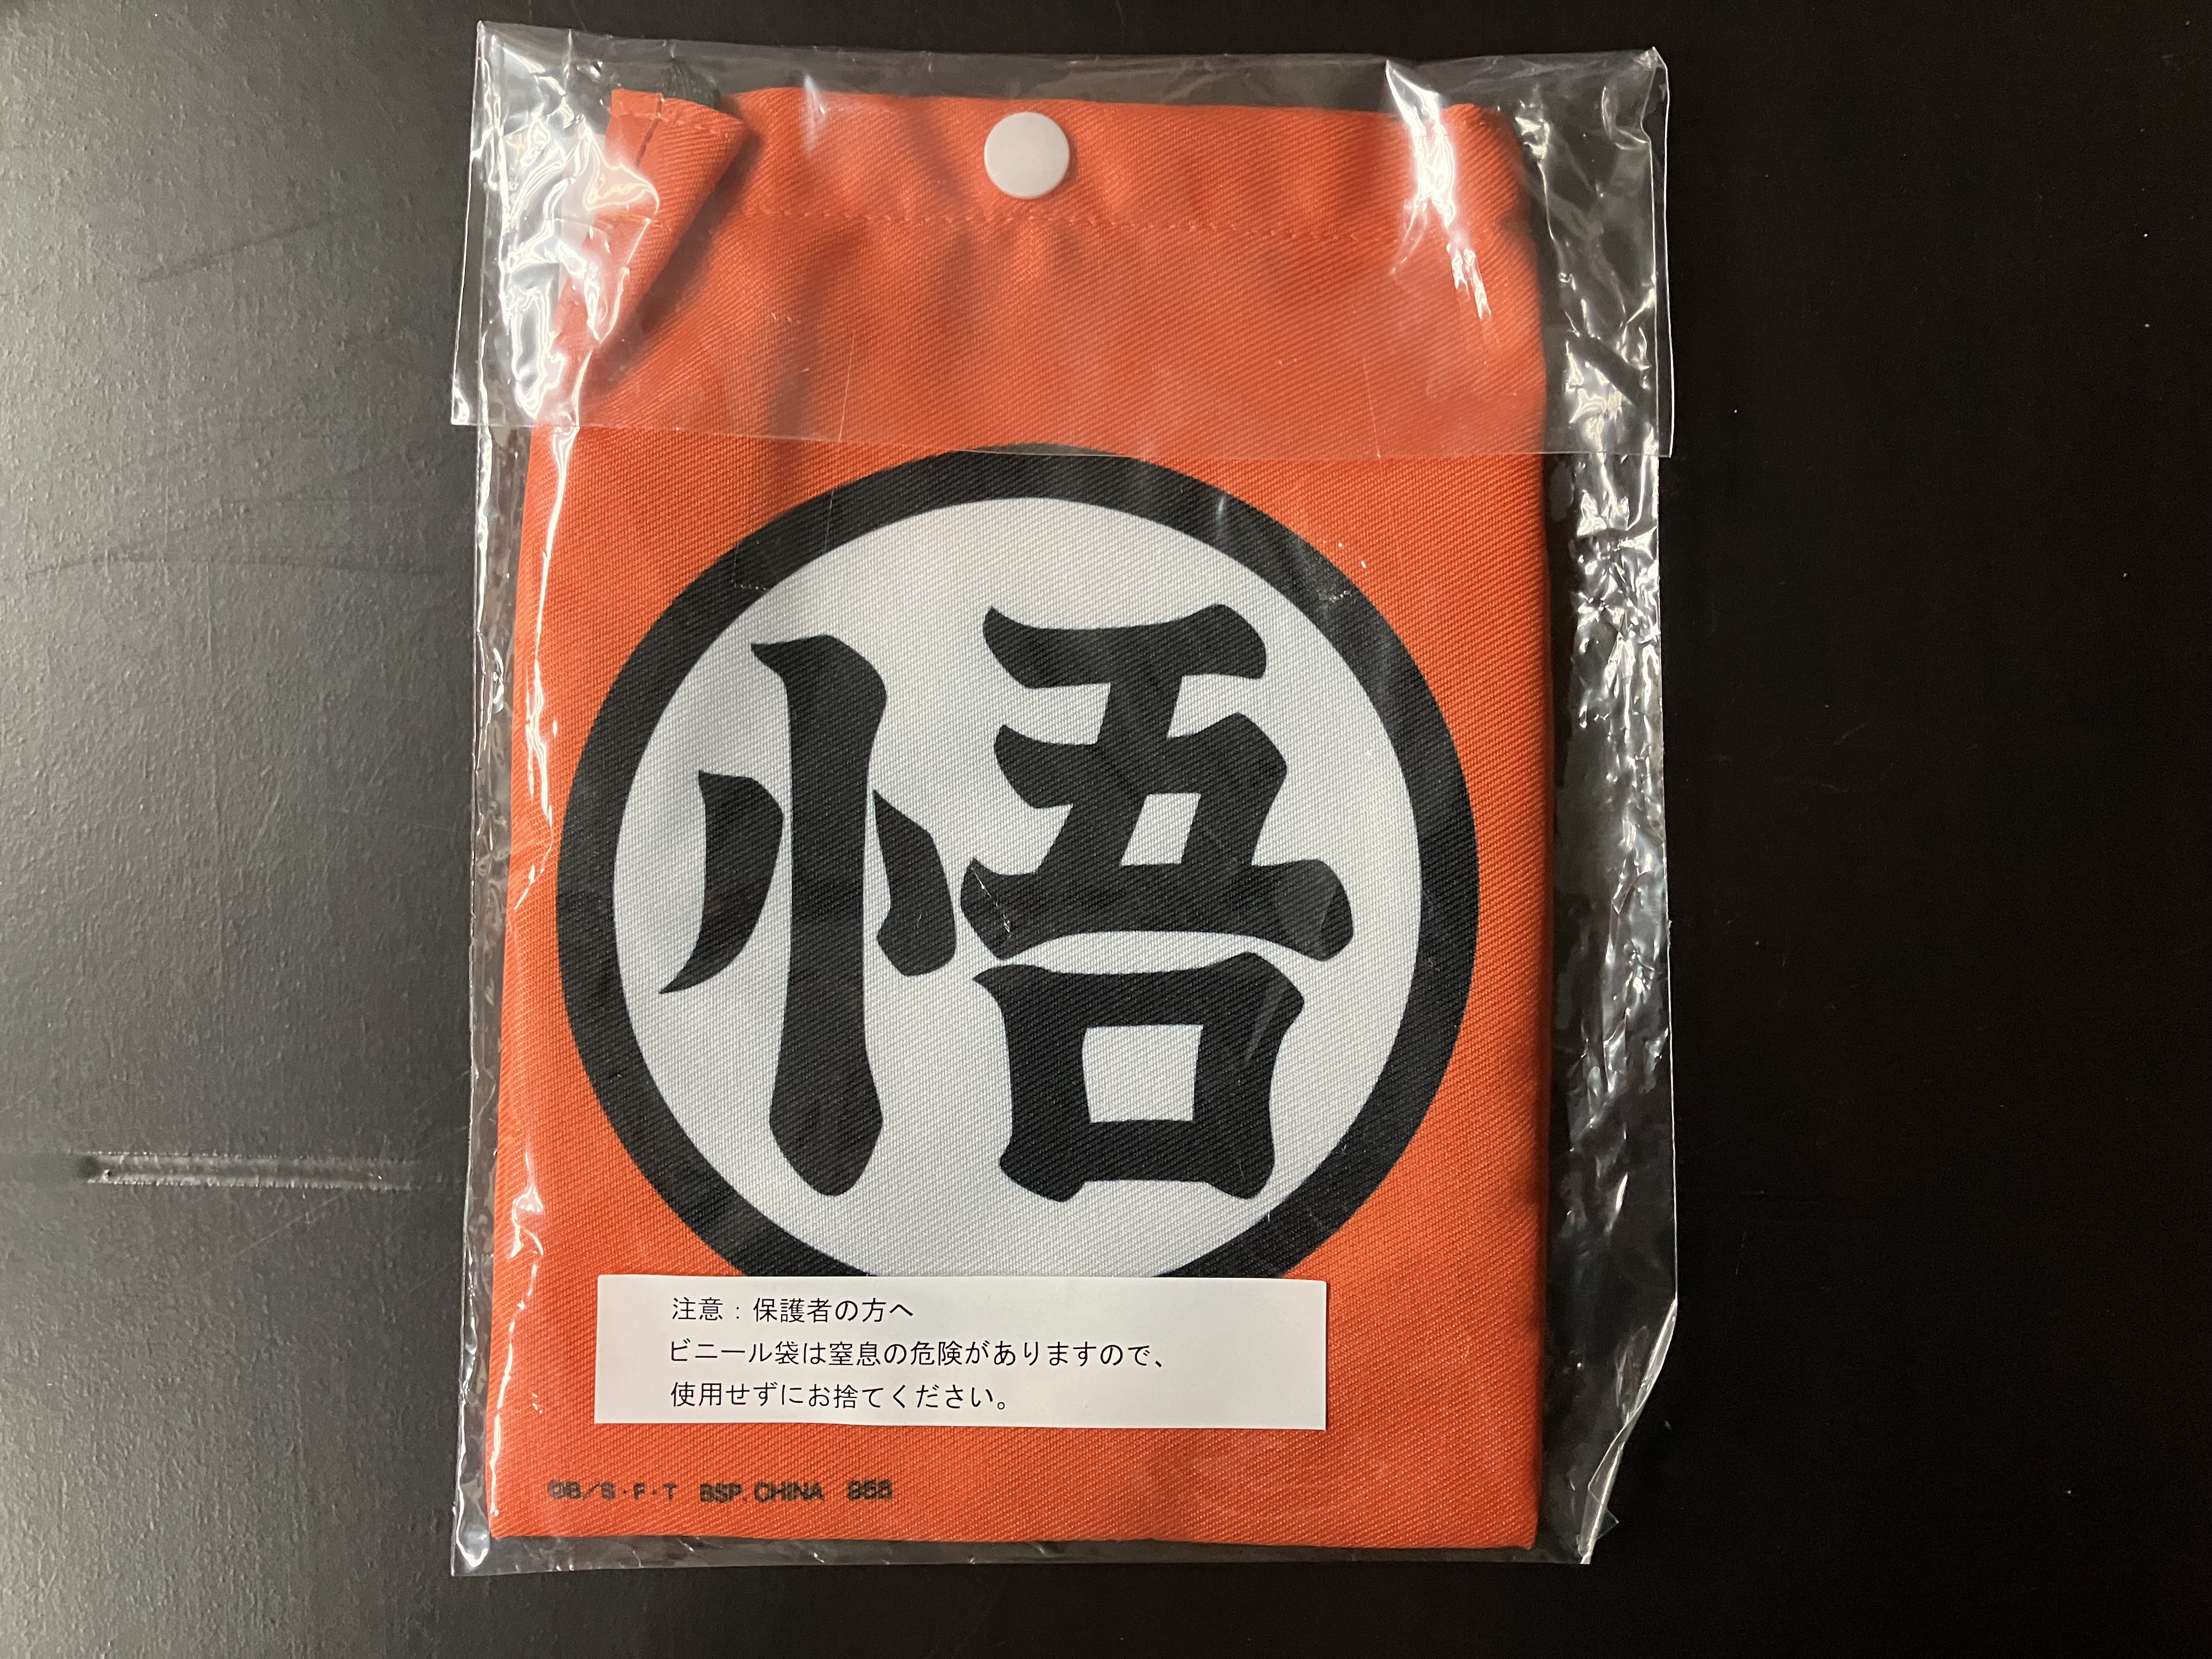 悟
注意：保護者の方へ
ビニール袋は窒息の危険がありますので、
使用せずにお捨てください。
©B／S・F・T BSP. CHINA